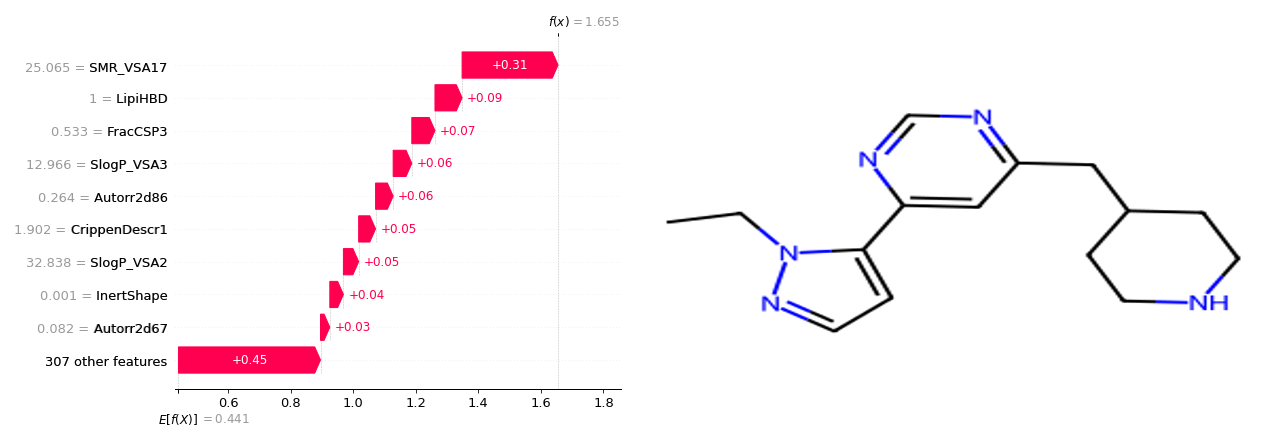 f(x) = 1.655
25.065 = SMR_VSA17 +0.31
1 = LipiHBD +0.09
0.533 = FracCSP3 +0.07
12.966 = SlogP_VSA3 +0.06
0.264 = Autorr2d86 +0.06
1.902 = CrippenDescr1 +0.05
32.838 = SlogP_VSA2 +0.05
0.001 = InertShape +0.04
0.082 = Autorr2d67 +0.03
307 other features +0.45
0.6 0.8 1.0 1.2 1.4 1.6 1.8
E[f(X)] = 0.441
N
N
N
N
NH